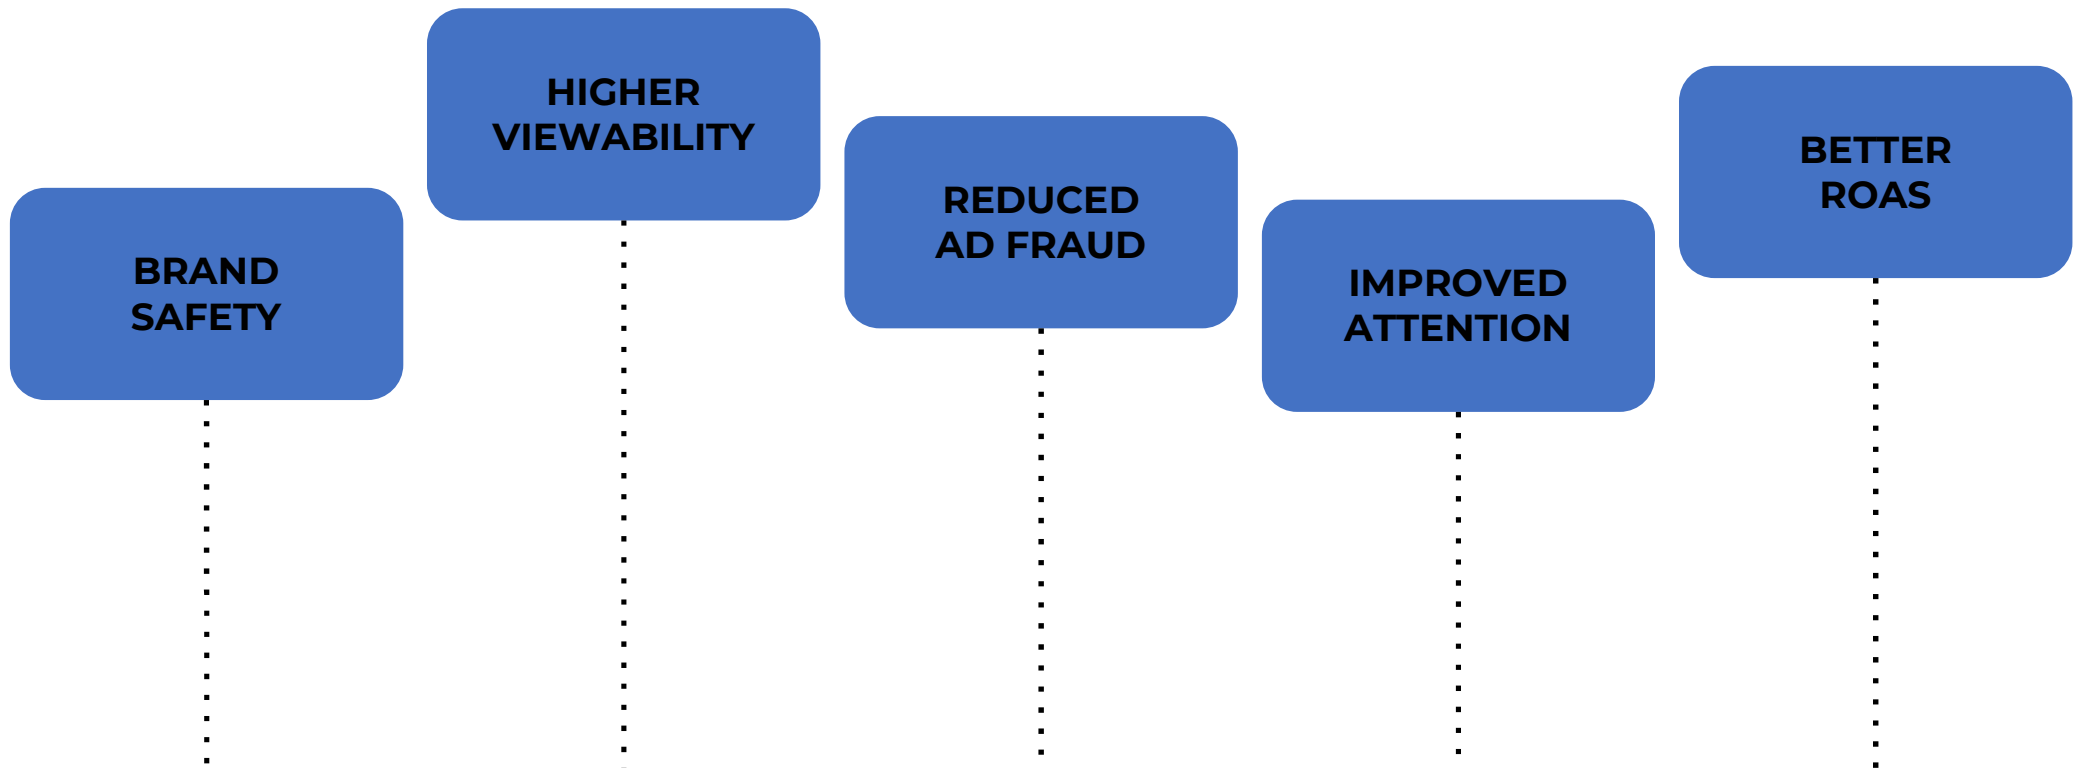 BRAND
SAFETY
HIGHER
VIEWABILITY
REDUCED
AD FRAUD
IMPROVED
ATTENTION
BETTER
ROAS